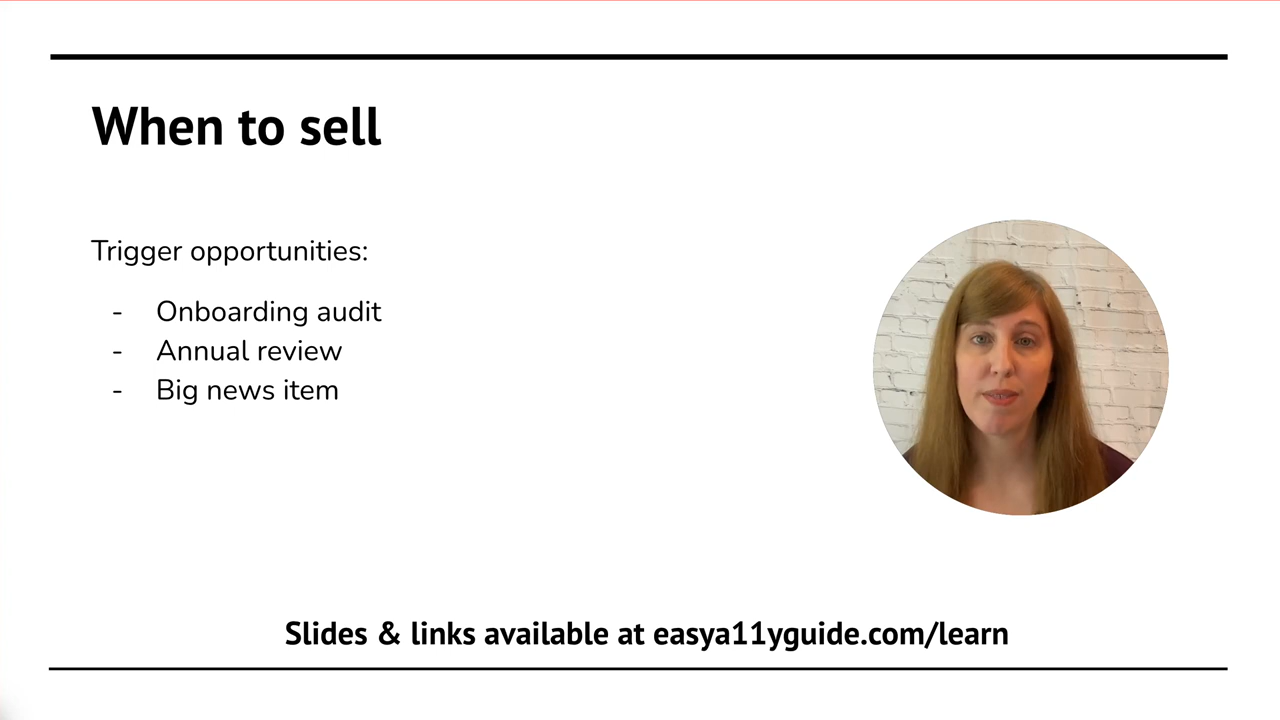 When to sell
Trigger opportunities:
- Onboarding audit
- Annual review
- Big news item
Slides & links available at easya11yguide.com/learn